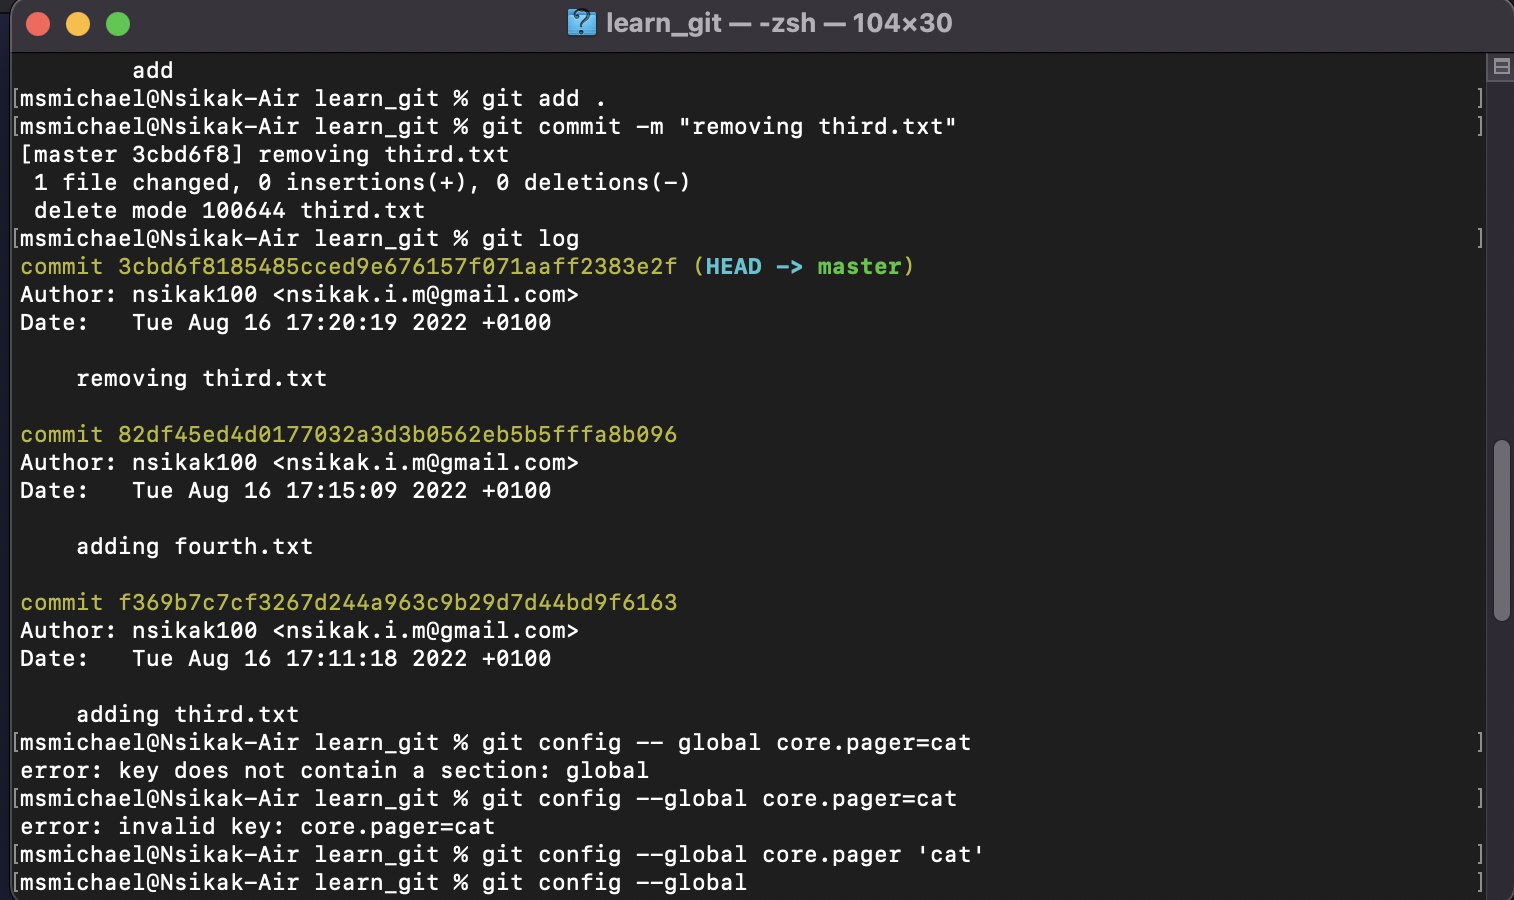 learn_git — -zsh — 104×30
add
[msmichael@Nsikak-Air learn_git % git add . ]
[msmichael@Nsikak-Air learn_git % git commit -m "removing third.txt" ]
[master 3cbd6f8] removing third.txt
 1 file changed, 0 insertions(+), 0 deletions(-)
 delete mode 100644 third.txt
[msmichael@Nsikak-Air learn_git % git log ]
commit 3cbd6f8185485cced9e676157f071aaff2383e2f (HEAD -> master)
Author: nsikak100 <nsikak.i.m@gmail.com>
Date:   Tue Aug 16 17:20:19 2022 +0100
    removing third.txt
commit 82df45ed4d0177032a3d3b0562eb5b5fffa8b096
Author: nsikak100 <nsikak.i.m@gmail.com>
Date:   Tue Aug 16 17:15:09 2022 +0100
    adding fourth.txt
commit f369b7c7cf3267d244a963c9b29d7d44bd9f6163
Author: nsikak100 <nsikak.i.m@gmail.com>
Date:   Tue Aug 16 17:11:18 2022 +0100
    adding third.txt
[msmichael@Nsikak-Air learn_git % git config -- global core.pager=cat ]
error: key does not contain a section: global
[msmichael@Nsikak-Air learn_git % git config --global core.pager=cat ]
error: invalid key: core.pager=cat
[msmichael@Nsikak-Air learn_git % git config --global core.pager 'cat' ]
[msmichael@Nsikak-Air learn_git % git config --global ]